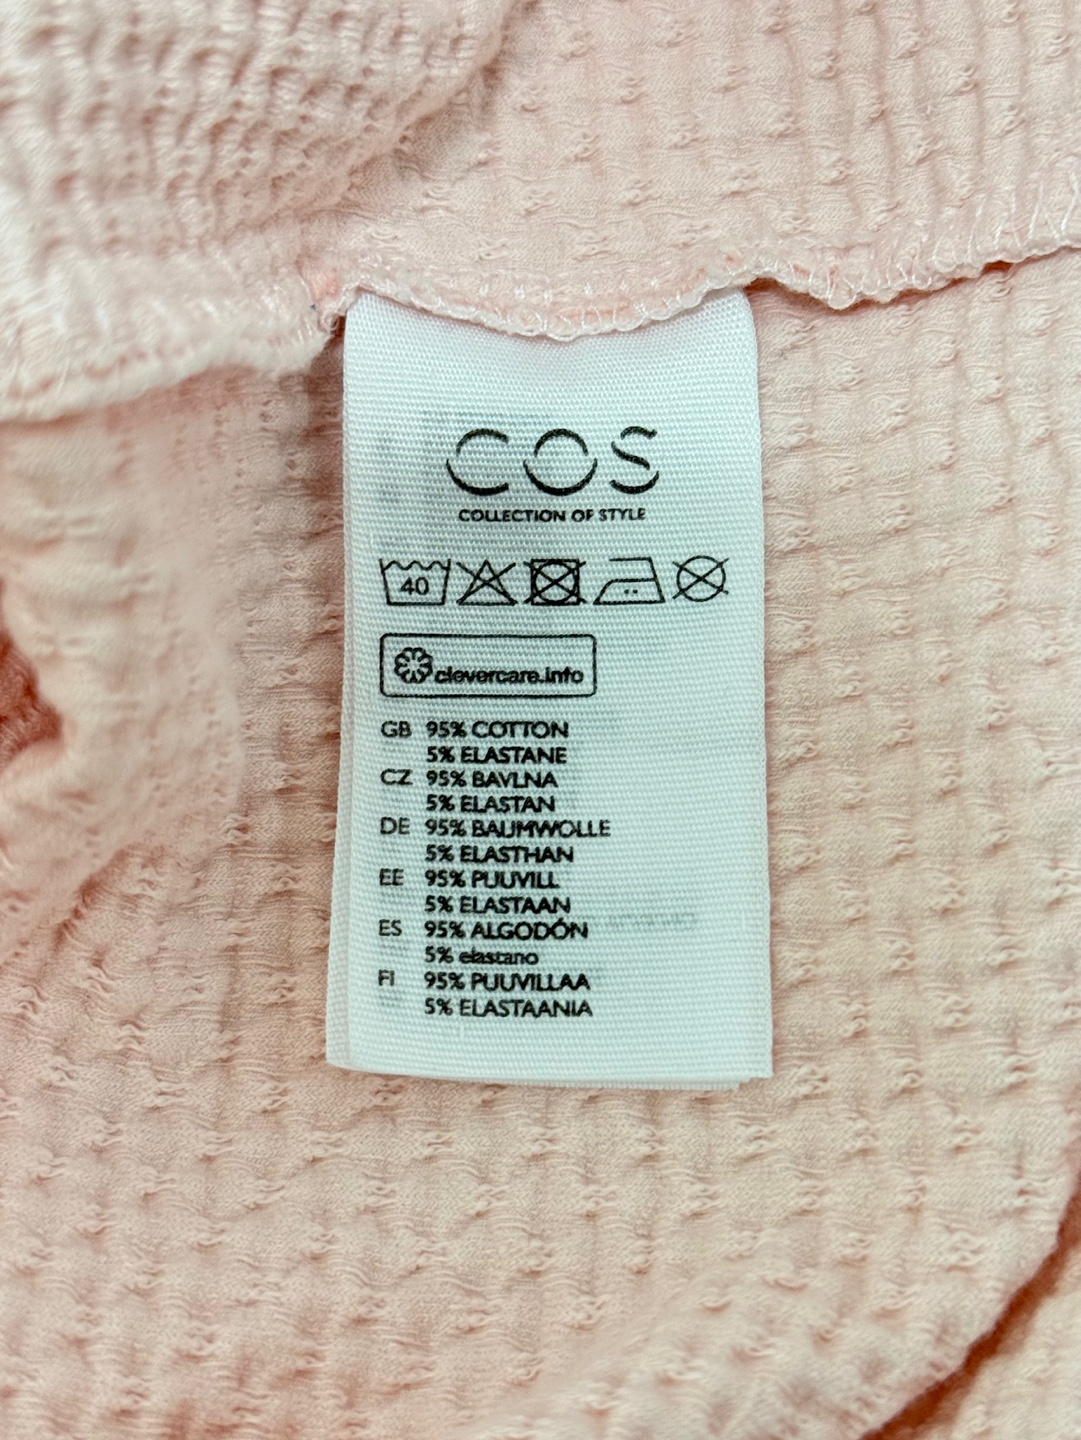 COS
COLLECTION OF STYLE
40
clevercare.info
GB 95% COTTON
5% ELASTANE
CZ 95% BAVLNA
5% ELASTAN
DE 95% BAUMWOLLE
5% ELASTHAN
EE 95% PUUVILL
5% ELASTAAN
ES 95% ALGODÓN
5% elastano
FI 95% PUUVILLAA
5% ELASTAANIA